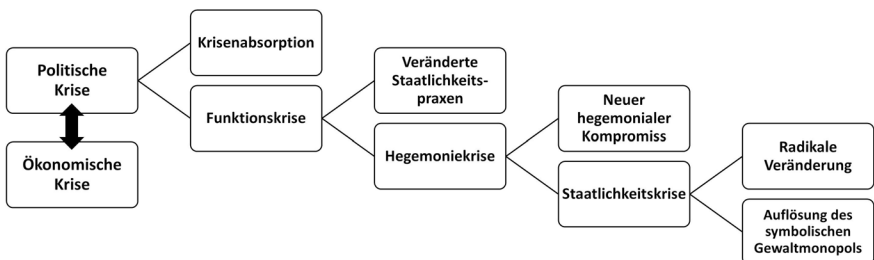 Politische
Krise
Ökonomische
Krise
Krisenabsorption
Funktionskrise
Veränderte
Staatlichkeits-
praxen
Hegemoniekrise
Neuer
hegemonialer
Kompromiss
Staatlichkeitskrise
Radikale
Veränderung
Auflösung des
symbolischen
Gewaltmonopols